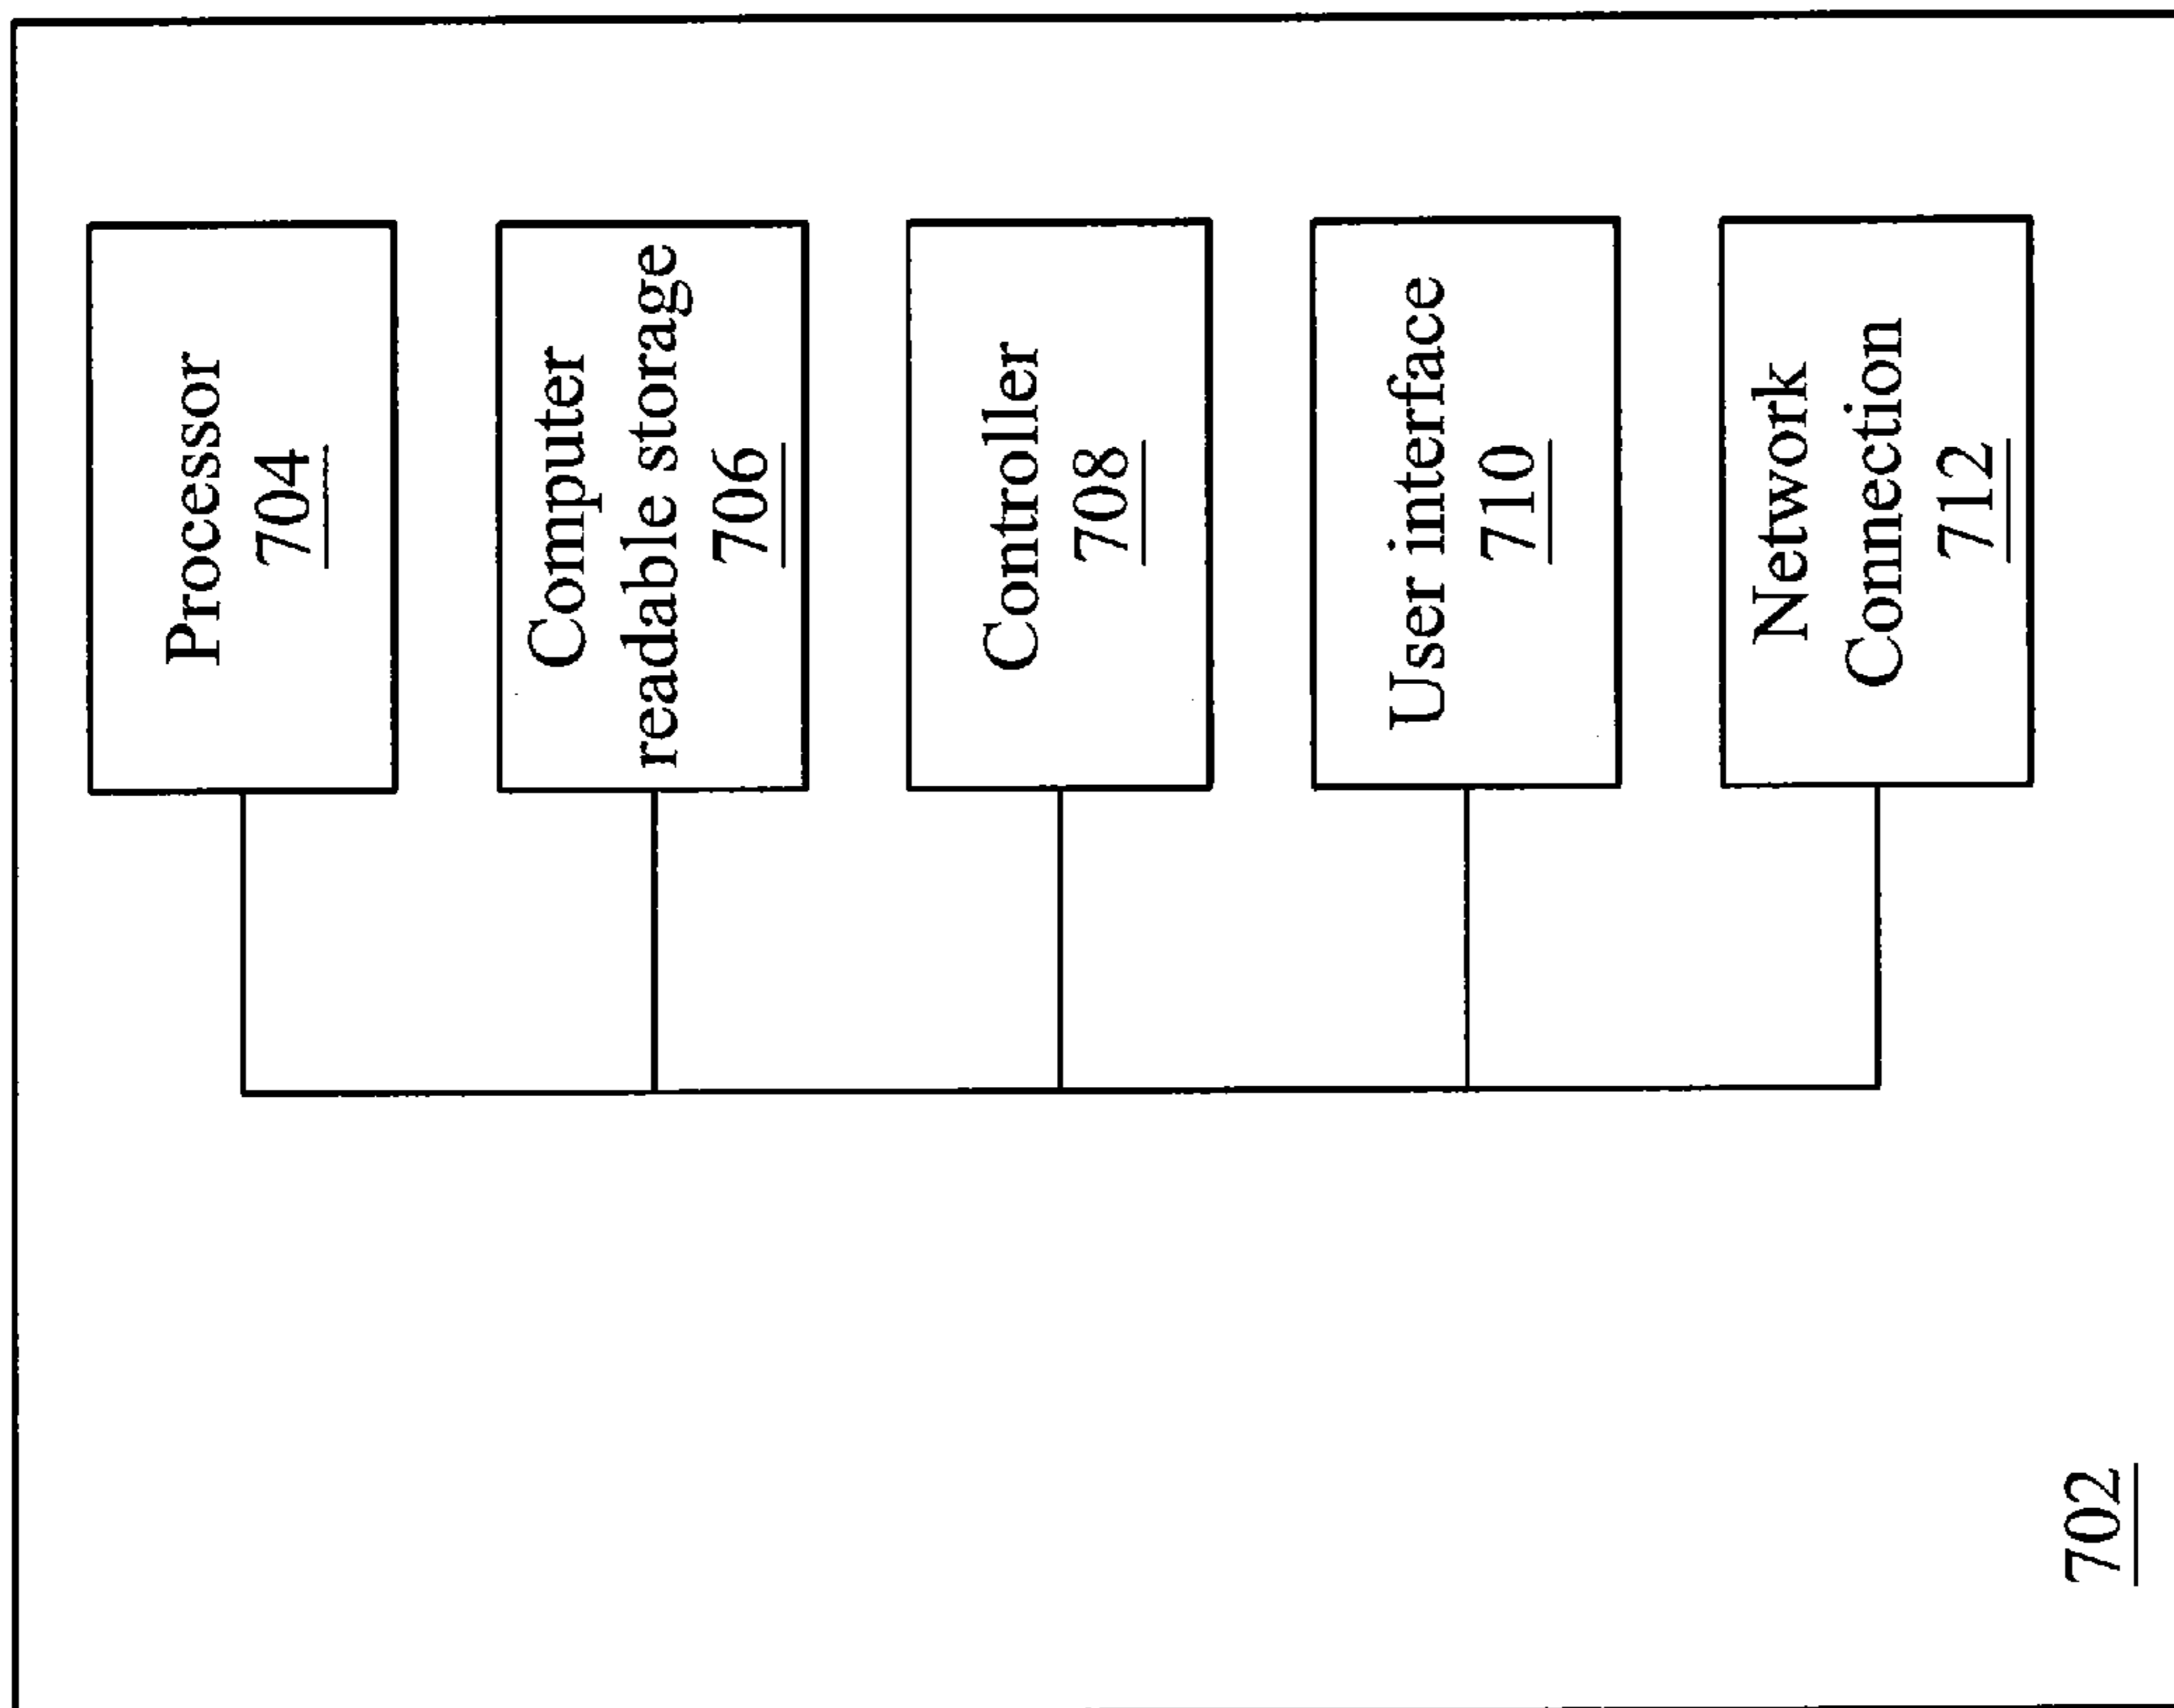 Processor
704
Computer
readable storage
706
Controller
708
User interface
710
Network
Connection
712
702